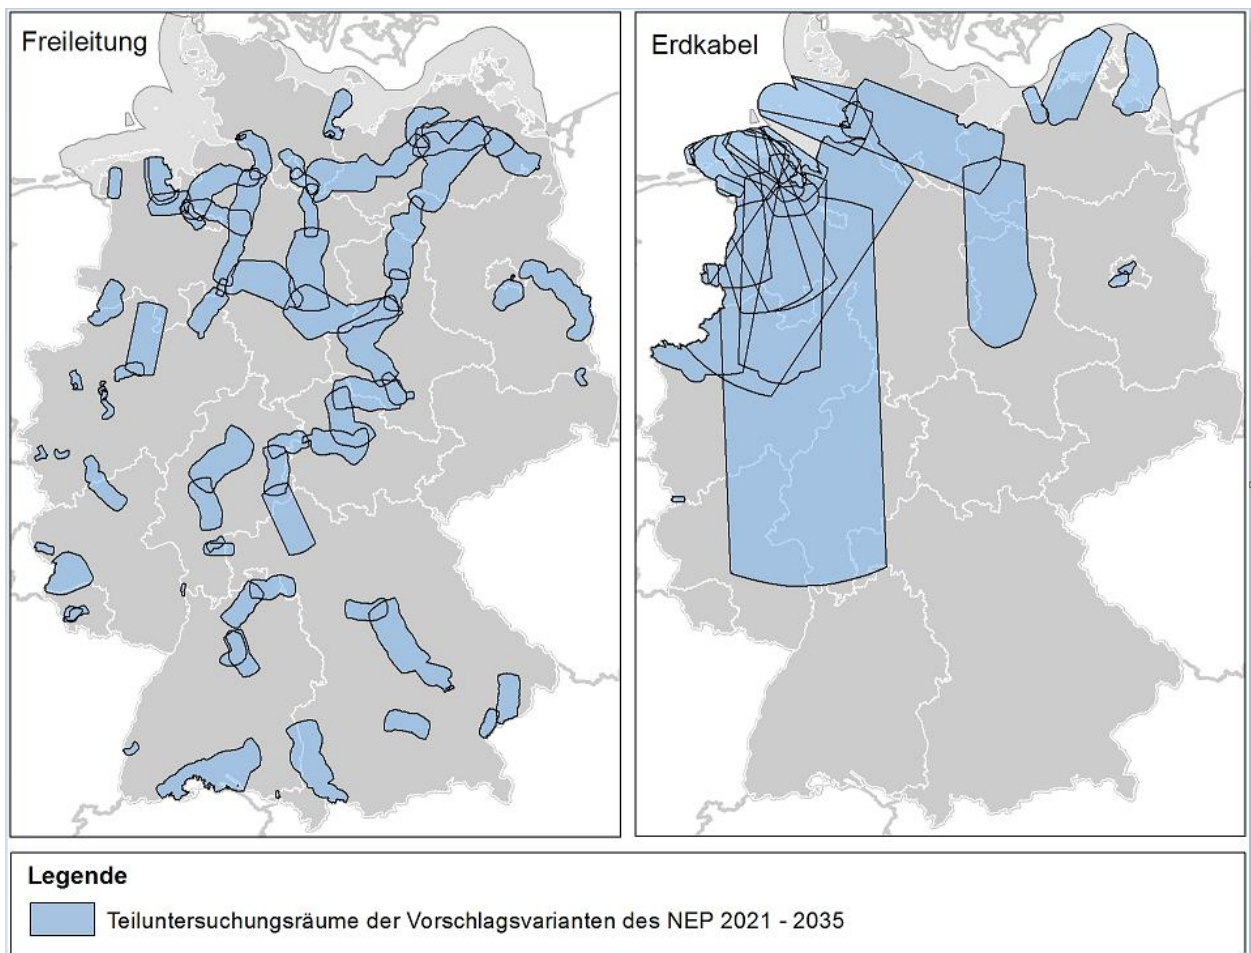 Freileitung
Erdkabel
Legende
Teiluntersuchungsräume der Vorschlagsvarianten des NEP 2021 - 2035